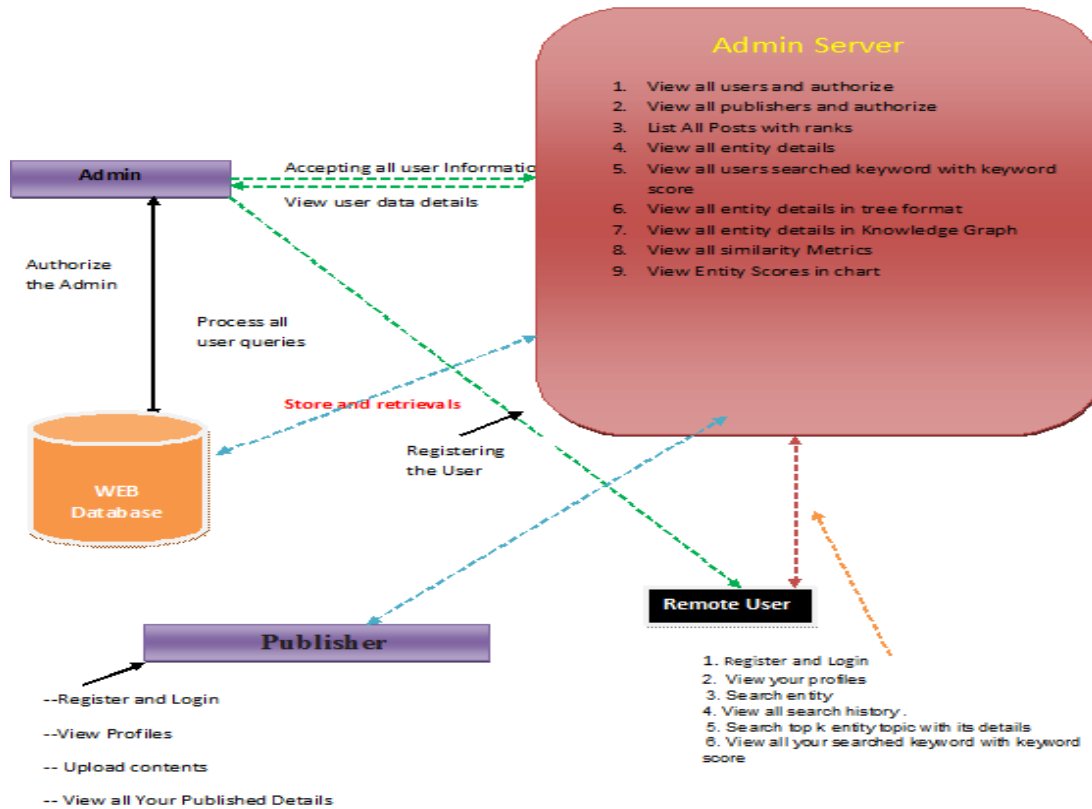 Admin Server
1. View all users and authorize
2. View all publishers and authorize
3. List All Posts with ranks
4. View all entity details
5. View all users searched keyword with keyword
score
6. View all entity details in tree format
7. View all entity details in Knowledge Graph
8. View all similarity Metrics
9. View Entity Scores in chart
Admin
Accepting all user Informatio
View user data details
Authorize
the Admin
Process all
user queries
Store and retrievals
Registering
the User
WEB
Database
Remote User
Publisher
--Register and Login
--View Profiles
-- Upload contents
-- View all Your Published Details
1. Register and Login
2. View your profiles
3. Search entity
4. View all search history .
5. Search top k entity topic with its details
6. View all your searched keyword with keyword
score